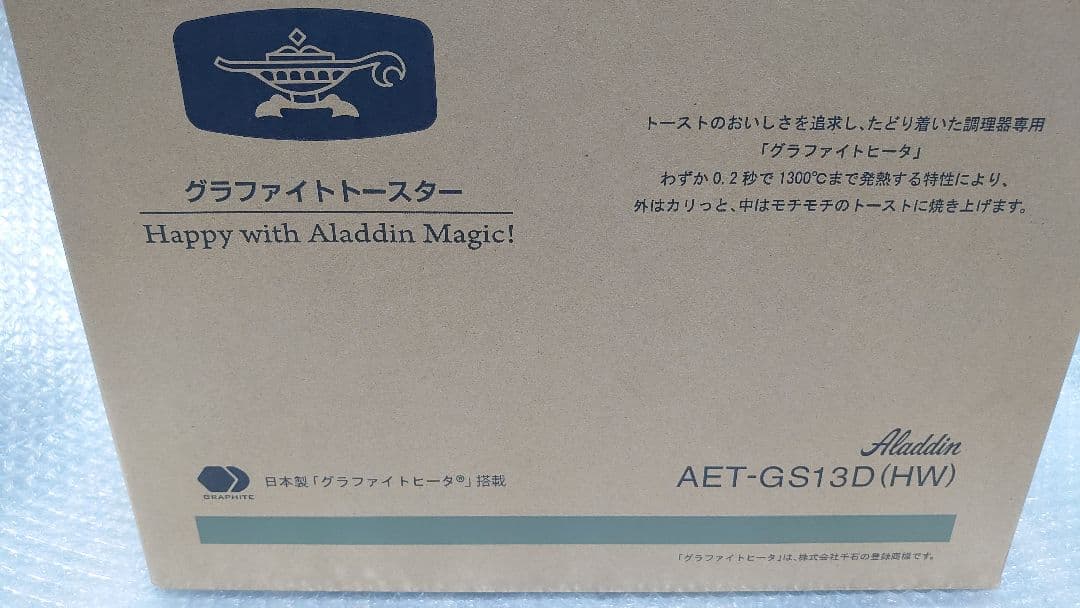 グラファイトトースター
Happy with Aladdin Magic!
トーストのおいしさを追求し、たどり着いた調理器専用
「グラファイトヒータ」
わずか0.2秒で1300℃まで発熱する特性により、
外はカリっと、中はモチモチのトーストに焼き上げます。
GRAPHITE
日本製「グラファイトヒータ®」搭載
Aladdin
AET-GS13D(HW)
「グラファイトヒータ」は、株式会社千石の登録商標です。